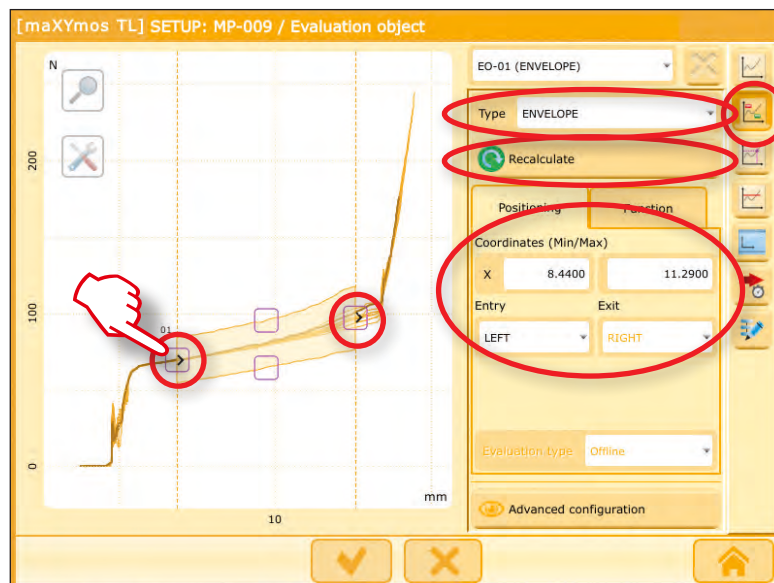 [maXYmos TL] SETUP: MP-009 / Evaluation object
N
200
100
0
01
10
mm
EO-01 (ENVELOPE)
Type ENVELOPE
Recalculate
Positioning Function
Coordinates (Min/Max)
X 8.4400 11.2900
Entry Exit
LEFT RIGHT
Evaluation type Offline
Advanced configuration